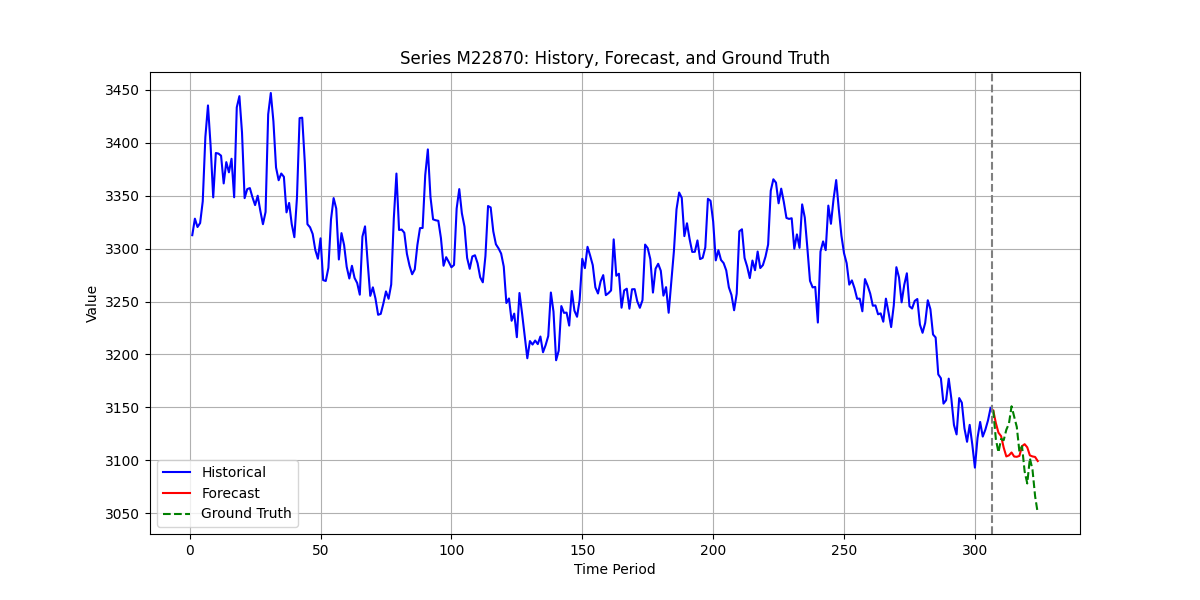 Series M22870: History, Forecast, and Ground Truth
3450
3400
3350
3300
3250
3200
3150
3100
3050
Value
Historical
Forecast
Ground Truth
0 50 100 150 200 250 300
Time Period